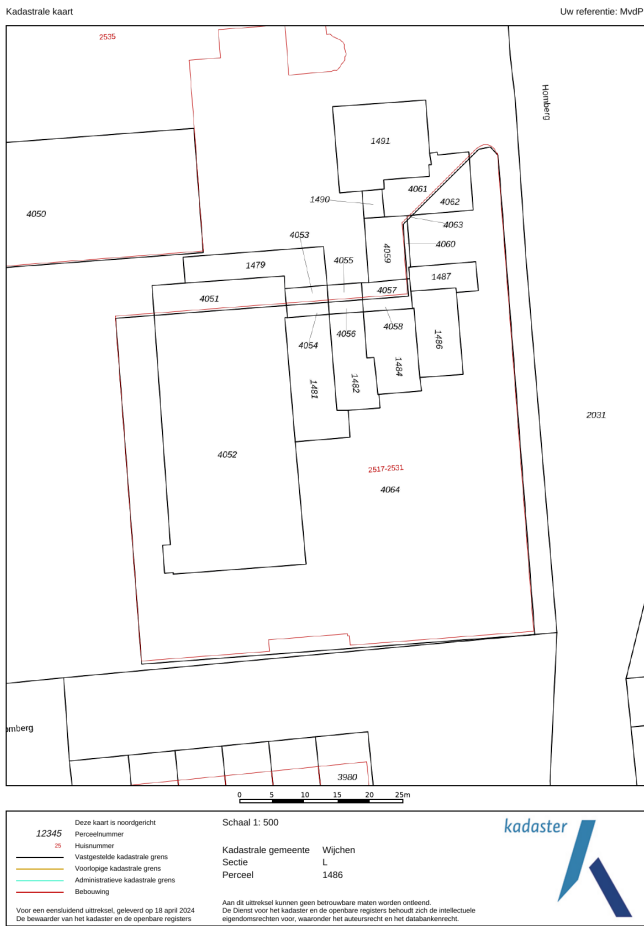 Kadastrale kaart
Uw referentie: MvdP
2535
Homberg
1491
4050
1490
4061
4062
4063
4053
4060
4059
4055
1479
1487
4051
4057
4054
4056
4058
1486
1481
1482
1484
2031
4052
2517-2531
4064
omberg
3980
0 5 10 15 20 25m
Deze kaart is noordgericht
12345 Perceelnummer
25 Huisnummer
Vastgestelde kadastrale grens
Voorlopige kadastrale grens
Administratieve kadastrale grens
Bebouwing
Voor een eensluidend uittreksel, geleverd op 18 april 2024
De bewaarder van het kadaster en de openbare registers
Schaal 1: 500
Kadastrale gemeente Wijchen
Sectie L
Perceel 1486
Aan dit uittreksel kunnen geen betrouwbare maten worden ontleend.
De Dienst voor het kadaster en de openbare registers behoudt zich de intellectuele
eigendomsrechten voor, waaronder het auteursrecht en het databankenrecht.
kadaster